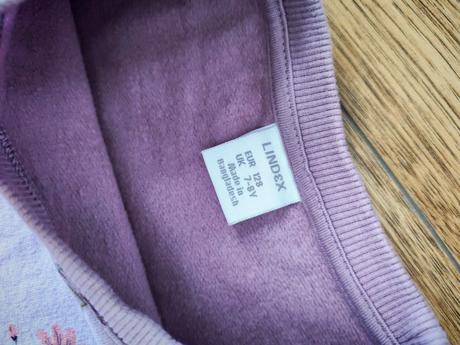 LINDEX
EUR 128
UK 7-8Y
Made in
Bangladesh